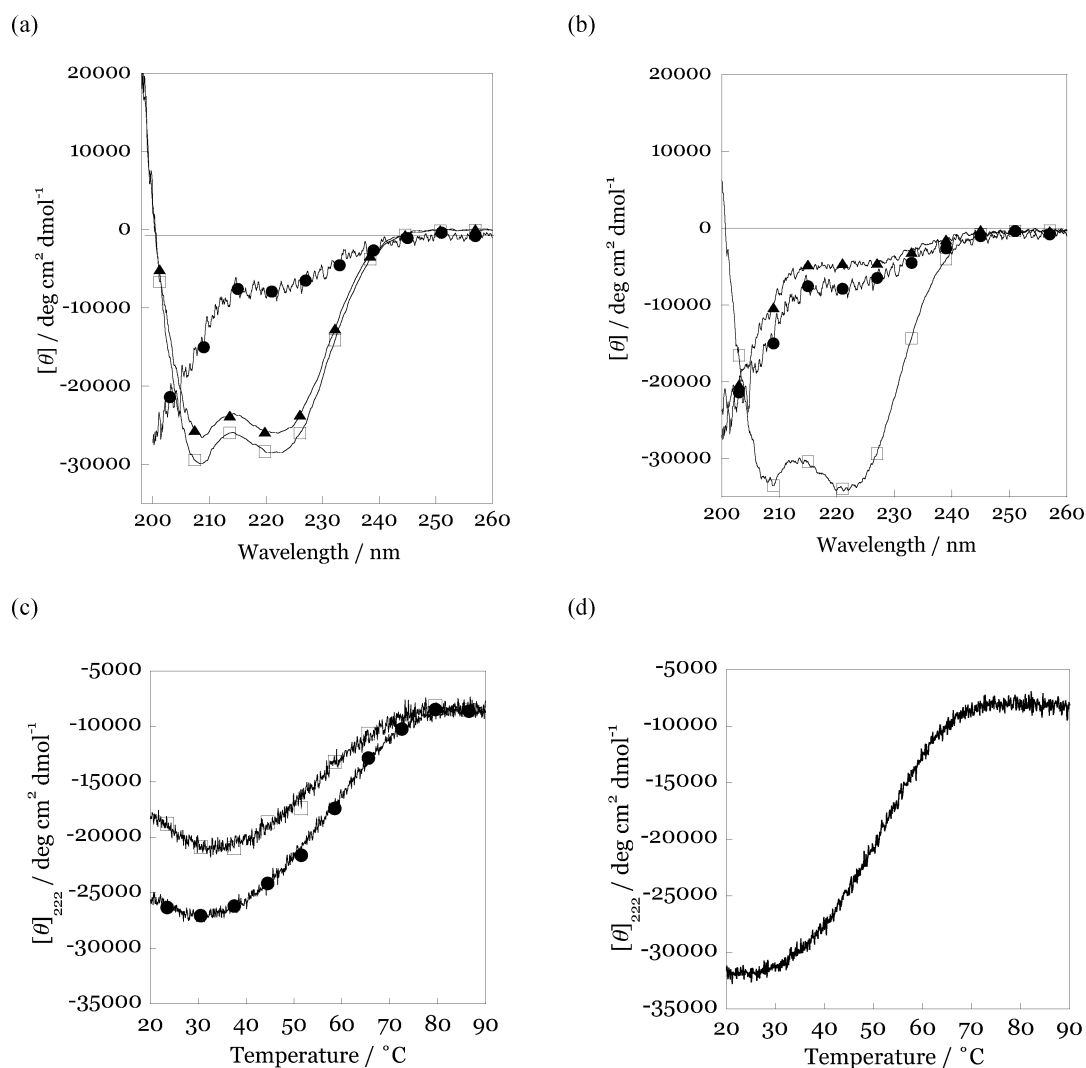 (a)
(b)
20000
10000
0
-10000
-20000
-30000
[θ] / deg cm² dmol⁻¹
200 210 220 230 240 250 260
Wavelength / nm
20000
10000
0
-10000
-20000
-30000
[θ] / deg cm² dmol⁻¹
200 210 220 230 240 250 260
Wavelength / nm
(c)
(d)
-5000
-10000
-15000
-20000
-25000
-30000
-35000
[θ]₂₂₂ / deg cm² dmol⁻¹
20 30 40 50 60 70 80 90
Temperature / °C
-5000
-10000
-15000
-20000
-25000
-30000
-35000
[θ]₂₂₂ / deg cm² dmol⁻¹
20 30 40 50 60 70 80 90
Temperature / °C